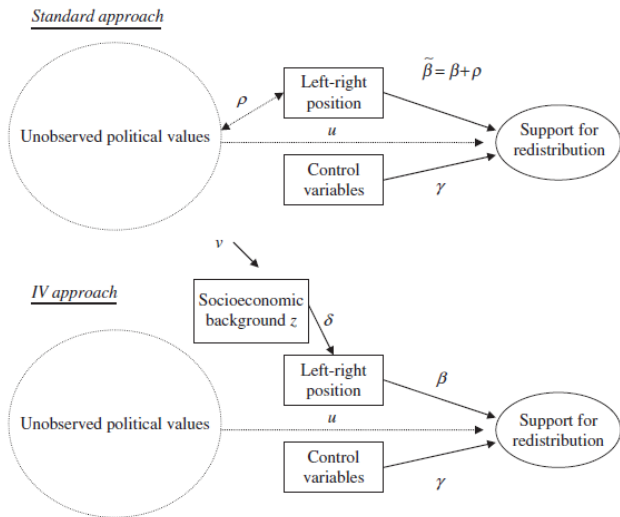 Standard approach
β̃ = β+ρ
Left-right
position
ρ
Unobserved political values
u
Support for
redistribution
Control
variables
γ
v
IV approach
Socioeconomic
background z
δ
Left-right
position
β
Unobserved political values
u
Support for
redistribution
Control
variables
γ